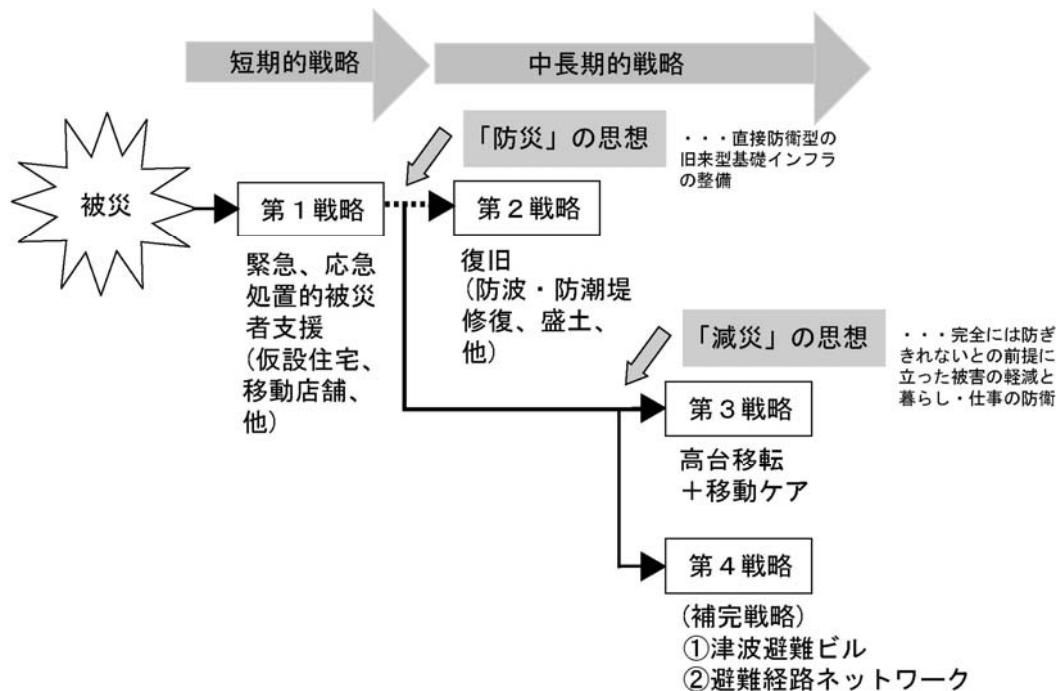 短期的戦略
中長期的戦略
「防災」の思想
・・・直接防衛型の
旧来型基礎インフラ
の整備
被災
第１戦略
第２戦略
緊急、応急
処置的被災
者支援
(仮設住宅、
移動店舗、
他)
復旧
(防波・防潮堤
修復、盛土、
他)
「減災」の思想
・・・完全には防ぎ
きれないとの前提に
立った被害の軽減と
暮らし・仕事の防衛
第３戦略
高台移転
＋移動ケア
第４戦略
(補完戦略)
①津波避難ビル
②避難経路ネットワーク